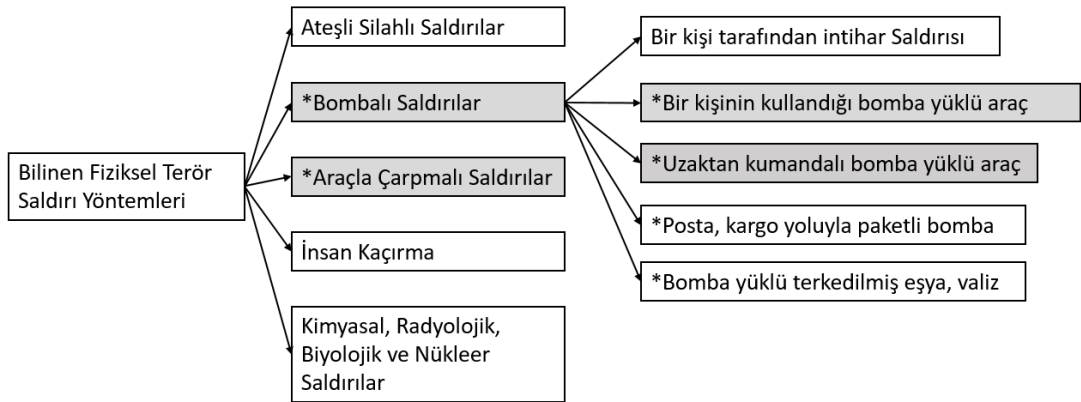 Bilinen Fiziksel Terör
Saldırı Yöntemleri
Ateşli Silahlı Saldırılar
*Bombalı Saldırılar
*Araçla Çarpmalı Saldırılar
İnsan Kaçırma
Kimyasal, Radyolojik,
Biyolojik ve Nükleer
Saldırılar
Bir kişi tarafından intihar Saldırısı
*Bir kişinin kullandığı bomba yüklü araç
*Uzaktan kumandalı bomba yüklü araç
*Posta, kargo yoluyla paketli bomba
*Bomba yüklü terkedilmiş eşya, valiz